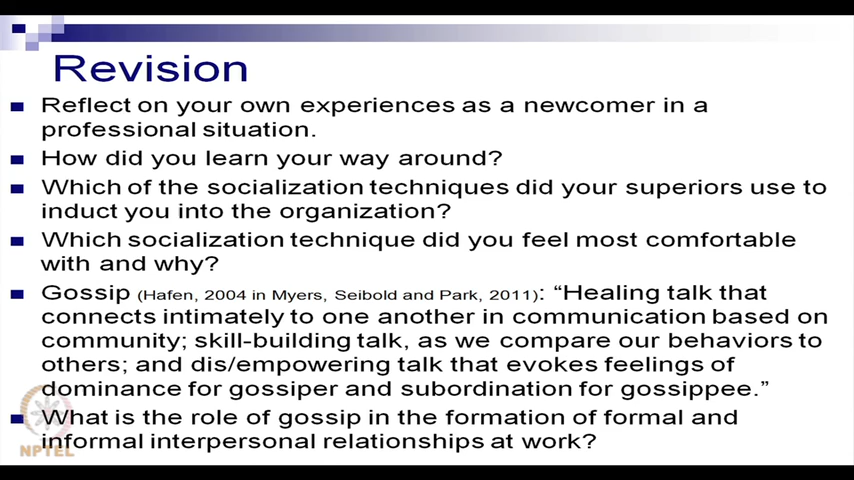 Revision
Reflect on your own experiences as a newcomer in a
professional situation.
How did you learn your way around?
Which of the socialization techniques did your superiors use to
induct you into the organization?
Which socialization technique did you feel most comfortable
with and why?
Gossip (Hafen, 2004 in Myers, Seibold and Park, 2011): “Healing talk that
connects intimately to one another in communication based on
community; skill-building talk, as we compare our behaviors to
others; and dis/empowering talk that evokes feelings of
dominance for gossiper and subordination for gossippee.”
What is the role of gossip in the formation of formal and
informal interpersonal relationships at work?
NPTEL